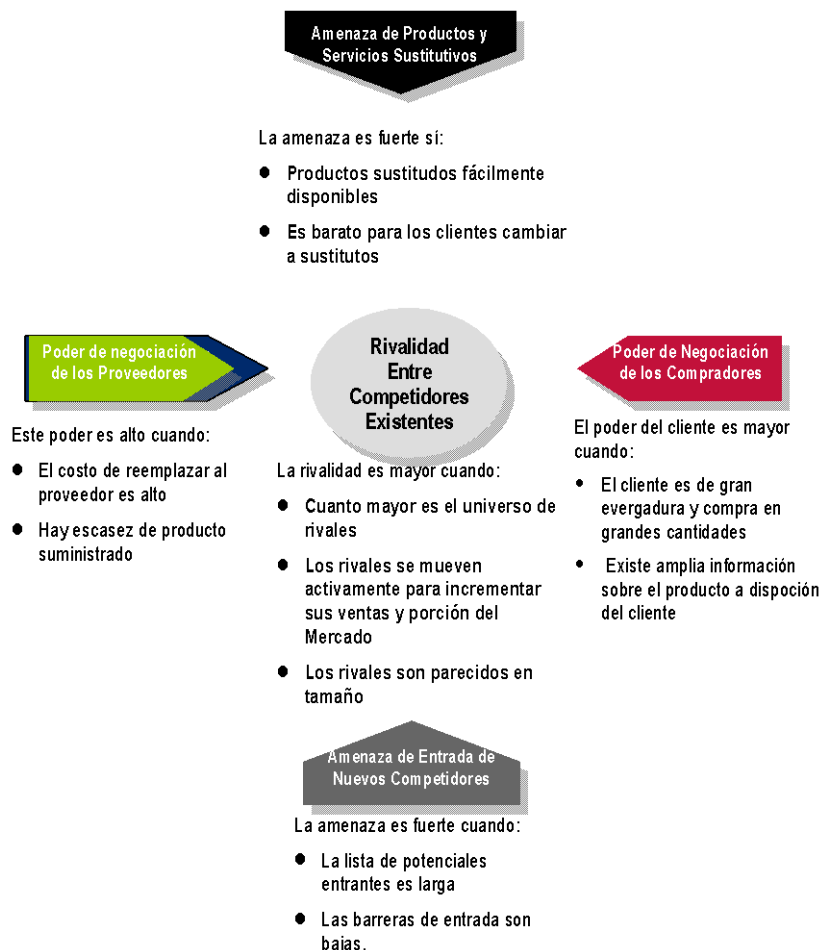 Amenaza de Productos y
Servicios Sustitutivos
La amenaza es fuerte sí:
● Productos sustitudos fácilmente
disponibles
● Es barato para los clientes cambiar
a sustitutos
Poder de negociación
de los Proveedores
Este poder es alto cuando:
● El costo de reemplazar al
proveedor es alto
● Hay escasez de producto
suministrado
Rivalidad
Entre
Competidores
Existentes
La rivalidad es mayor cuando:
● Cuanto mayor es el universo de
rivales
● Los rivales se mueven
activamente para incrementar
sus ventas y porción del
Mercado
● Los rivales son parecidos en
tamaño
Poder de Negociación
de los Compradores
El poder del cliente es mayor
cuando:
• El cliente es de gran
evergadura y compra en
grandes cantidades
• Existe amplia información
sobre el producto a dispoción
del cliente
Amenaza de Entrada de
Nuevos Competidores
La amenaza es fuerte cuando:
● La lista de potenciales
entrantes es larga
● Las barreras de entrada son
bajas.